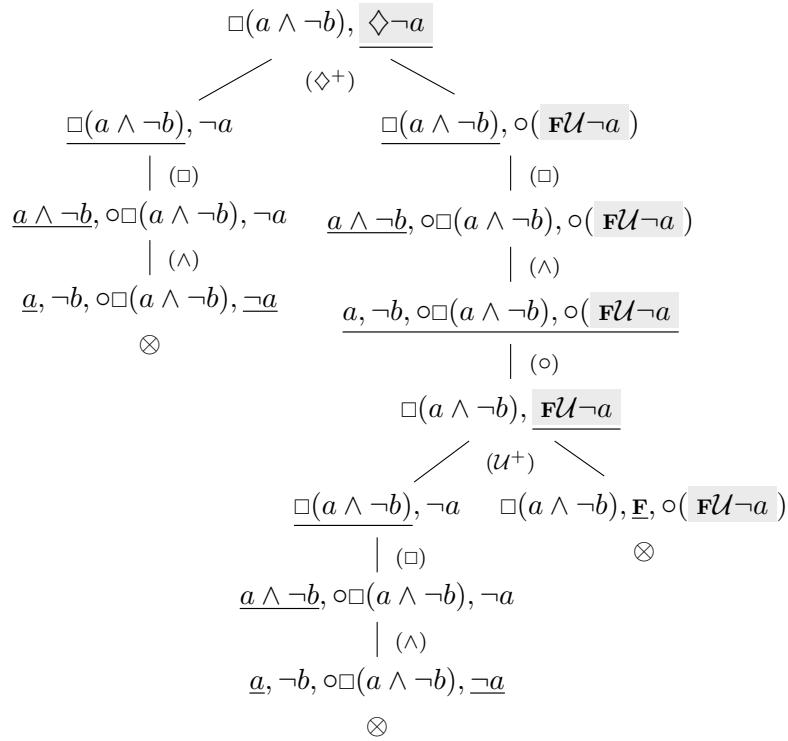 □(a ∧ ¬b), ◇¬a
(◇⁺)
□(a ∧ ¬b), ¬a □(a ∧ ¬b), ∘( F𝒰¬a )
(□) (□)
a ∧ ¬b, ∘□(a ∧ ¬b), ¬a a ∧ ¬b, ∘□(a ∧ ¬b), ∘( F𝒰¬a )
(∧) (∧)
a, ¬b, ∘□(a ∧ ¬b), ¬a a, ¬b, ∘□(a ∧ ¬b), ∘( F𝒰¬a
⊗
(∘)
□(a ∧ ¬b), F𝒰¬a
(𝒰⁺)
□(a ∧ ¬b), ¬a □(a ∧ ¬b), F, ∘( F𝒰¬a )
(□) ⊗
a ∧ ¬b, ∘□(a ∧ ¬b), ¬a
(∧)
a, ¬b, ∘□(a ∧ ¬b), ¬a
⊗